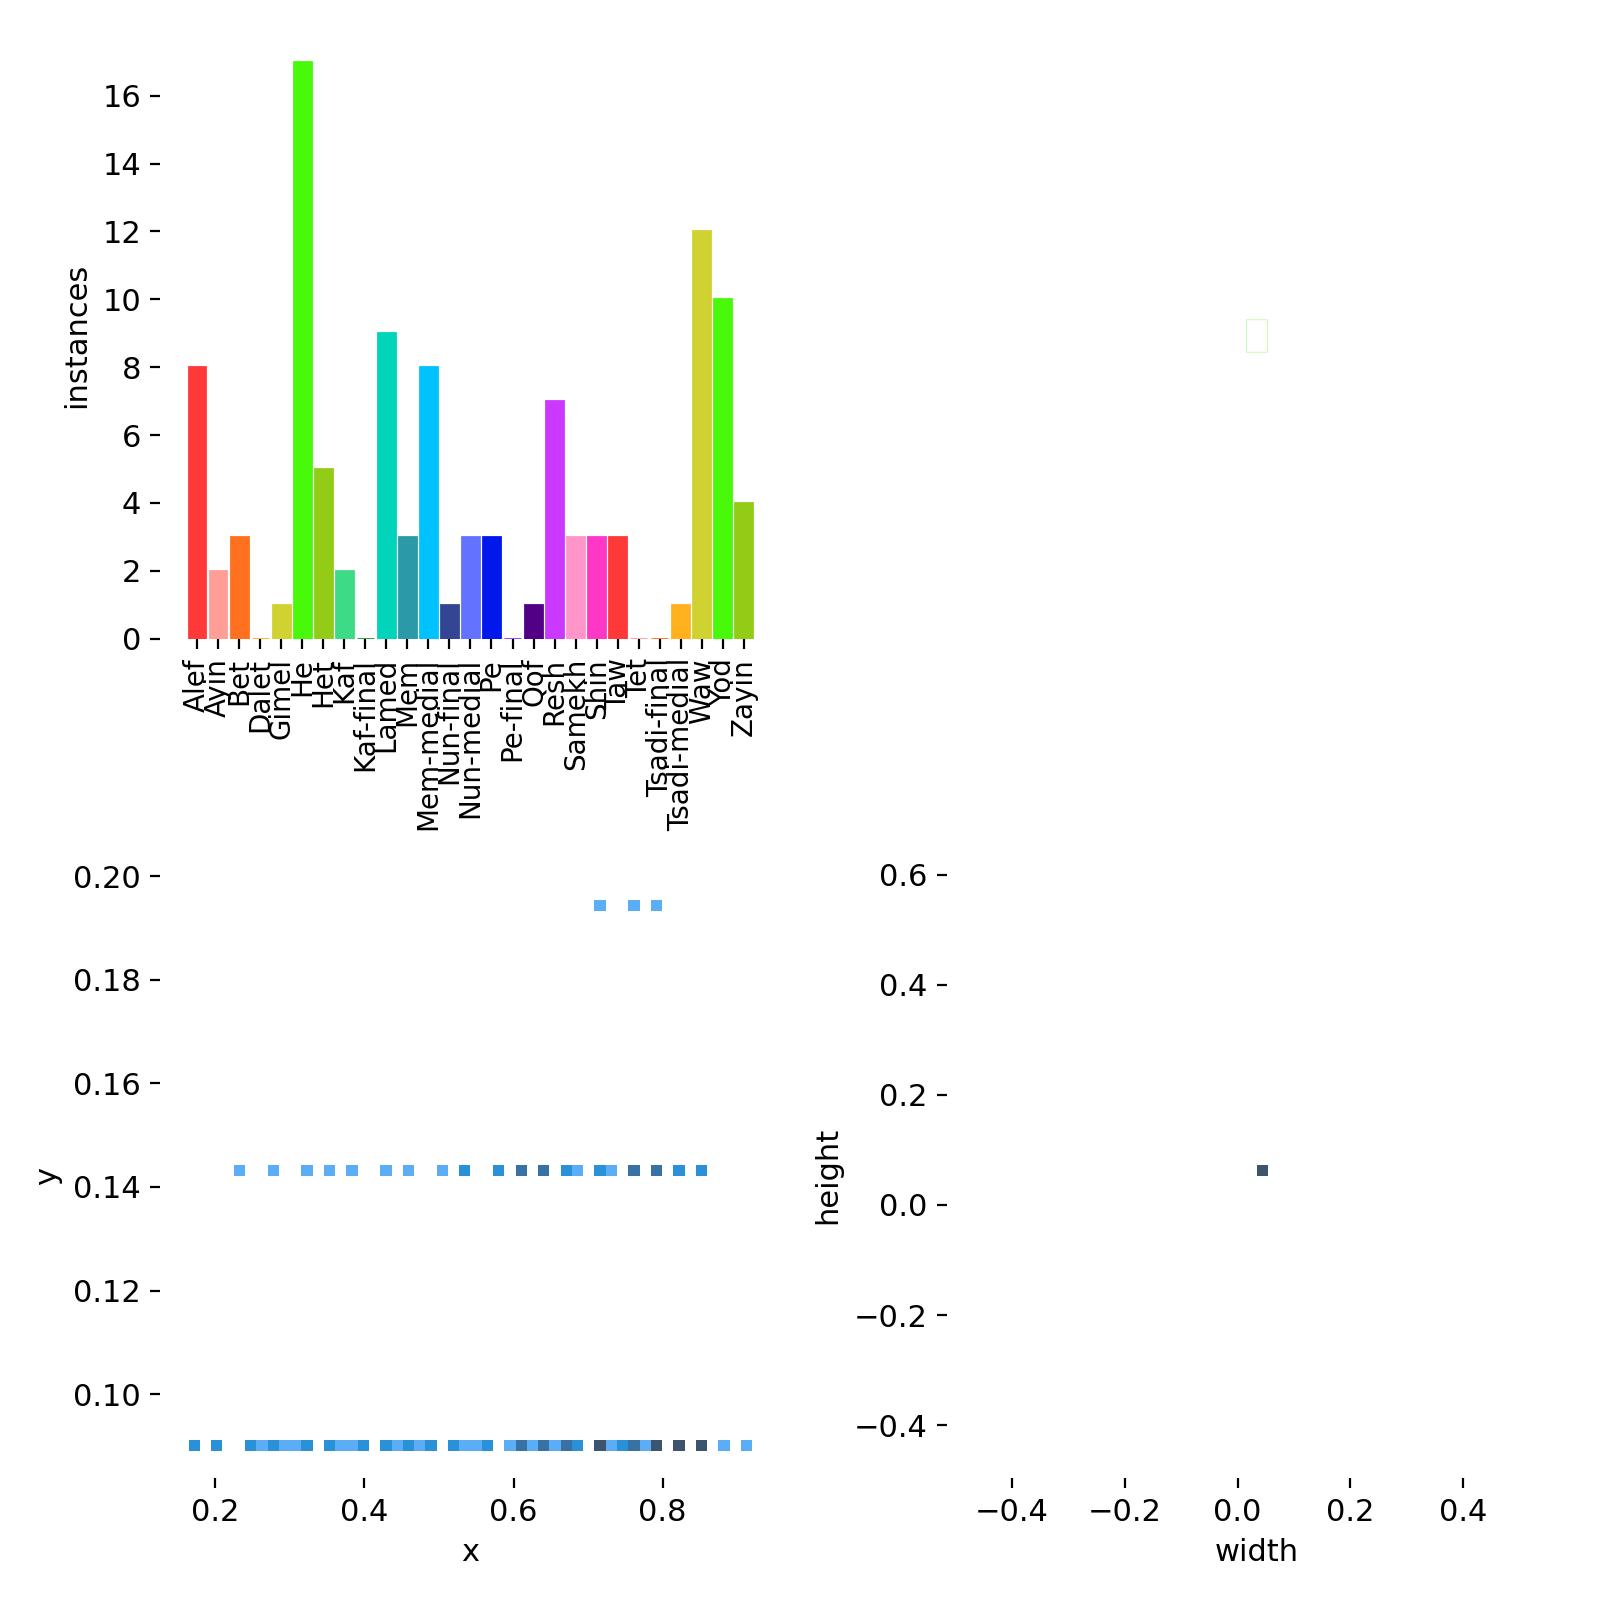 16
14
12
10
8
6
4
2
0
instances
Alef
Ayin
Bet
Dalet
Gimel
He
Het
Kaf
Kaf-final
Lamed
Mem
Mem-medial
Nun-final
Nun-medial
Pe
Pe-final
Qof
Resh
Samekh
Shin
Taw
Tet
Tsadi-final
Tsadi-medial
Waw
Yod
Zayin
0.20
0.18
0.16
0.14
0.12
0.10
y
0.2 0.4 0.6 0.8
x
0.6
0.4
0.2
0.0
−0.2
−0.4
height
−0.4 −0.2 0.0 0.2 0.4
width